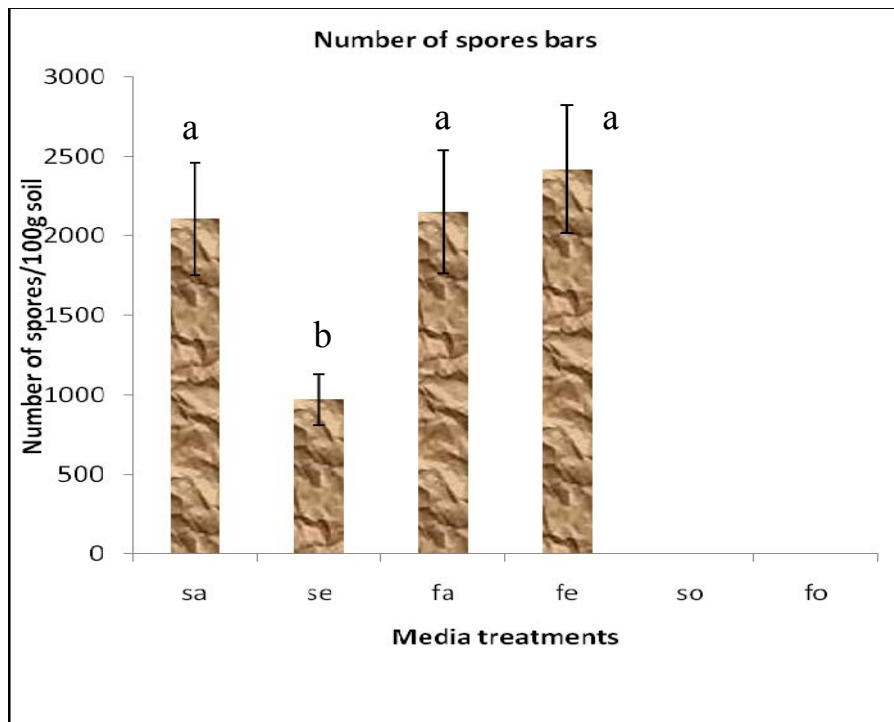 Number of spores bars
Number of spores/100g soil
3000
2500
2000
1500
1000
500
0
a
b
a
a
sa se fa fe so fo
Media treatments